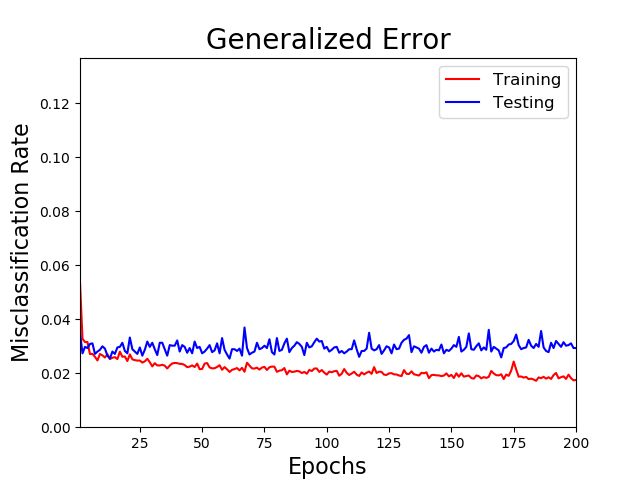 Generalized Error
Training
Testing
Misclassification Rate
0.12
0.10
0.08
0.06
0.04
0.02
0.00
25 50 75 100 125 150 175 200
Epochs